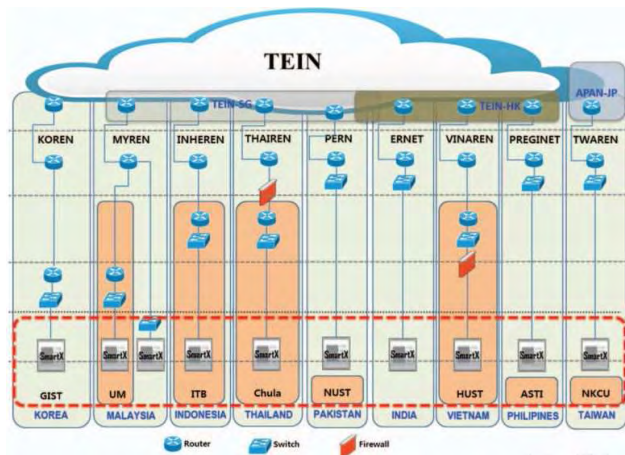 TEIN
APAN-JP
TEIN-SG
TEIN-HK
KOREN MYREN INHEREN THAIREN PERN ERNET VINAREN PREGINET TWAREN
SmartX SmartX SmartX SmartX SmartX SmartX SmartX SmartX SmartX SmartX
GIST UM ITB Chula NUST HUST ASTI NKCU
KOREA MALAYSIA INDONESIA THAILAND PAKISTAN INDIA VIETNAM PHILIPINES TAIWAN
Router Switch Firewall